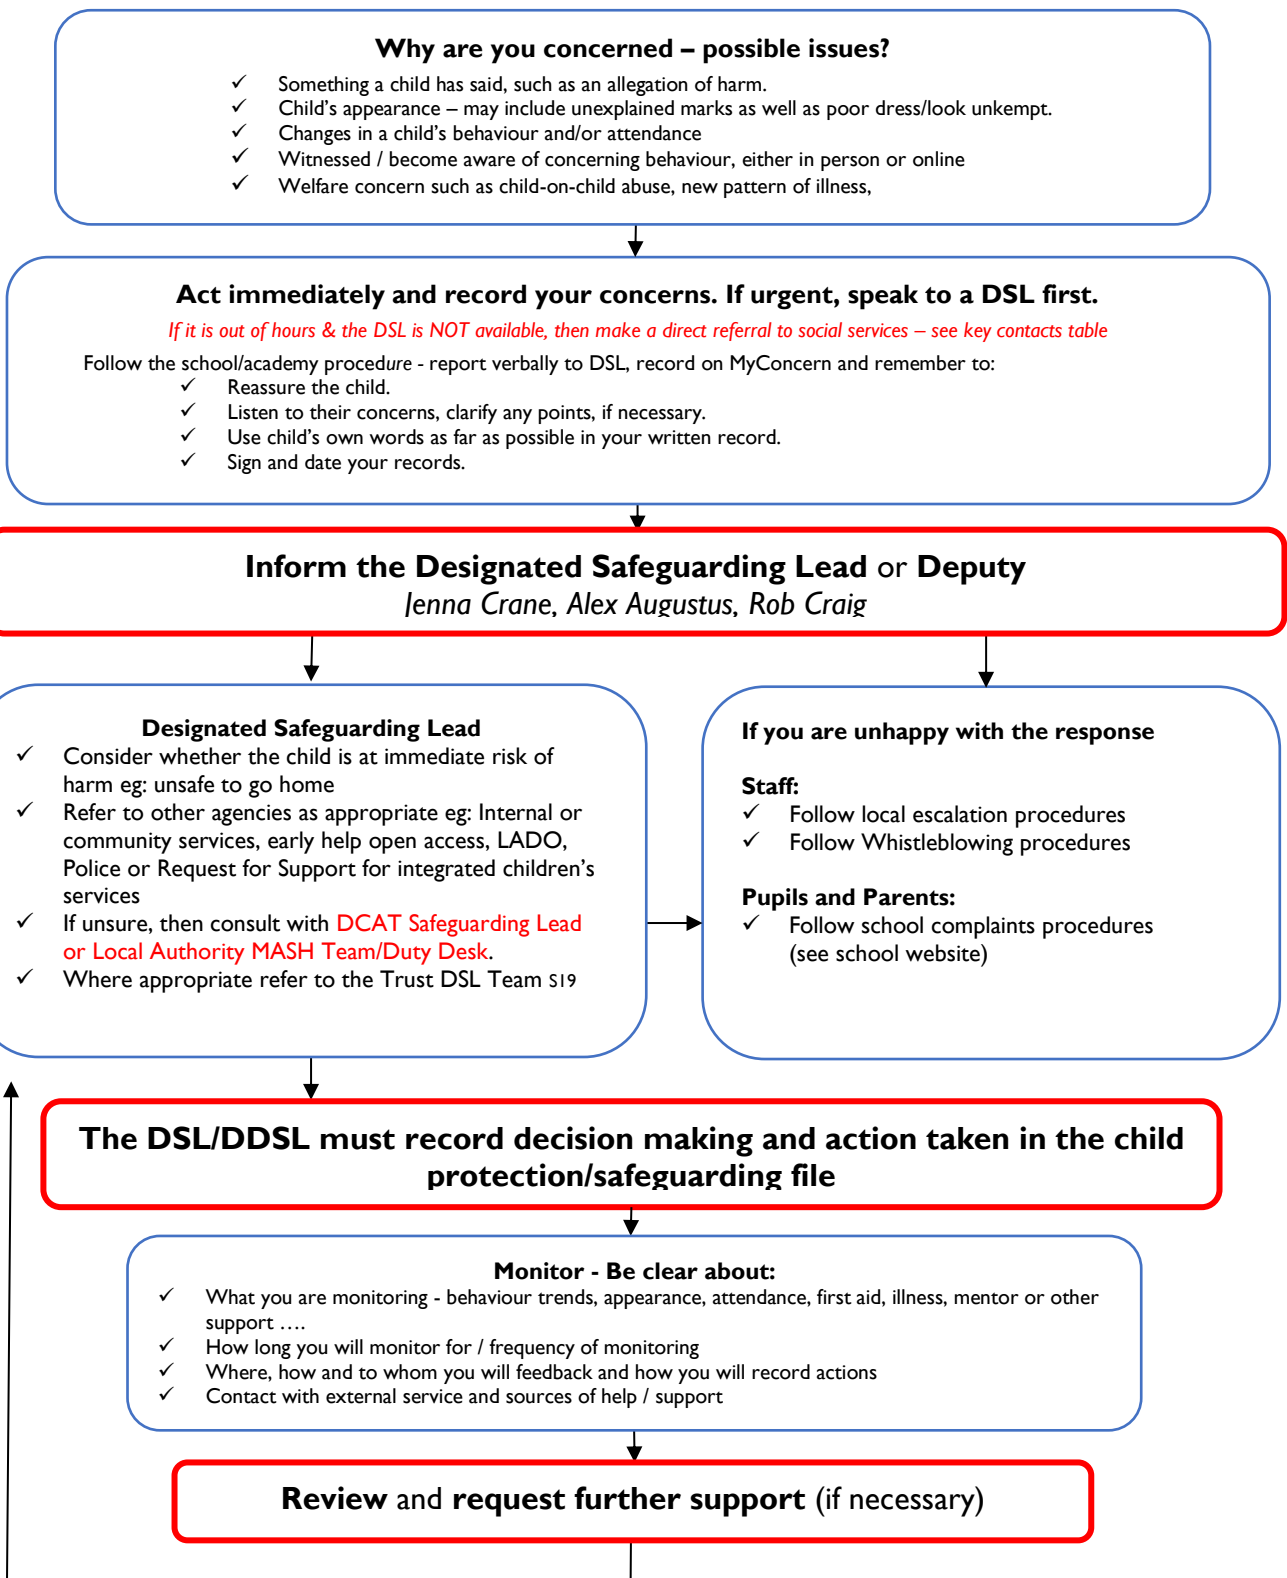 Why are you concerned – possible issues?
✓ Something a child has said, such as an allegation of harm.
✓ Child's appearance – may include unexplained marks as well as poor dress/look unkempt.
✓ Changes in a child's behaviour and/or attendance
✓ Witnessed / become aware of concerning behaviour, either in person or online
✓ Welfare concern such as child-on-child abuse, new pattern of illness,
Act immediately and record your concerns. If urgent, speak to a DSL first.
If it is out of hours & the DSL is NOT available, then make a direct referral to social services – see key contacts table
Follow the school/academy procedure - report verbally to DSL, record on MyConcern and remember to:
✓ Reassure the child.
✓ Listen to their concerns, clarify any points, if necessary.
✓ Use child's own words as far as possible in your written record.
✓ Sign and date your records.
Inform the Designated Safeguarding Lead or Deputy
Jenna Crane, Alex Augustus, Rob Craig
Designated Safeguarding Lead
✓ Consider whether the child is at immediate risk of
harm eg: unsafe to go home
✓ Refer to other agencies as appropriate eg: Internal or
community services, early help open access, LADO,
Police or Request for Support for integrated children's
services
✓ If unsure, then consult with DCAT Safeguarding Lead
or Local Authority MASH Team/Duty Desk.
✓ Where appropriate refer to the Trust DSL Team S19
If you are unhappy with the response
Staff:
✓ Follow local escalation procedures
✓ Follow Whistleblowing procedures
Pupils and Parents:
✓ Follow school complaints procedures
(see school website)
The DSL/DDSL must record decision making and action taken in the child
protection/safeguarding file
Monitor - Be clear about:
✓ What you are monitoring - behaviour trends, appearance, attendance, first aid, illness, mentor or other
support ….
✓ How long you will monitor for / frequency of monitoring
✓ Where, how and to whom you will feedback and how you will record actions
✓ Contact with external service and sources of help / support
Review and request further support (if necessary)